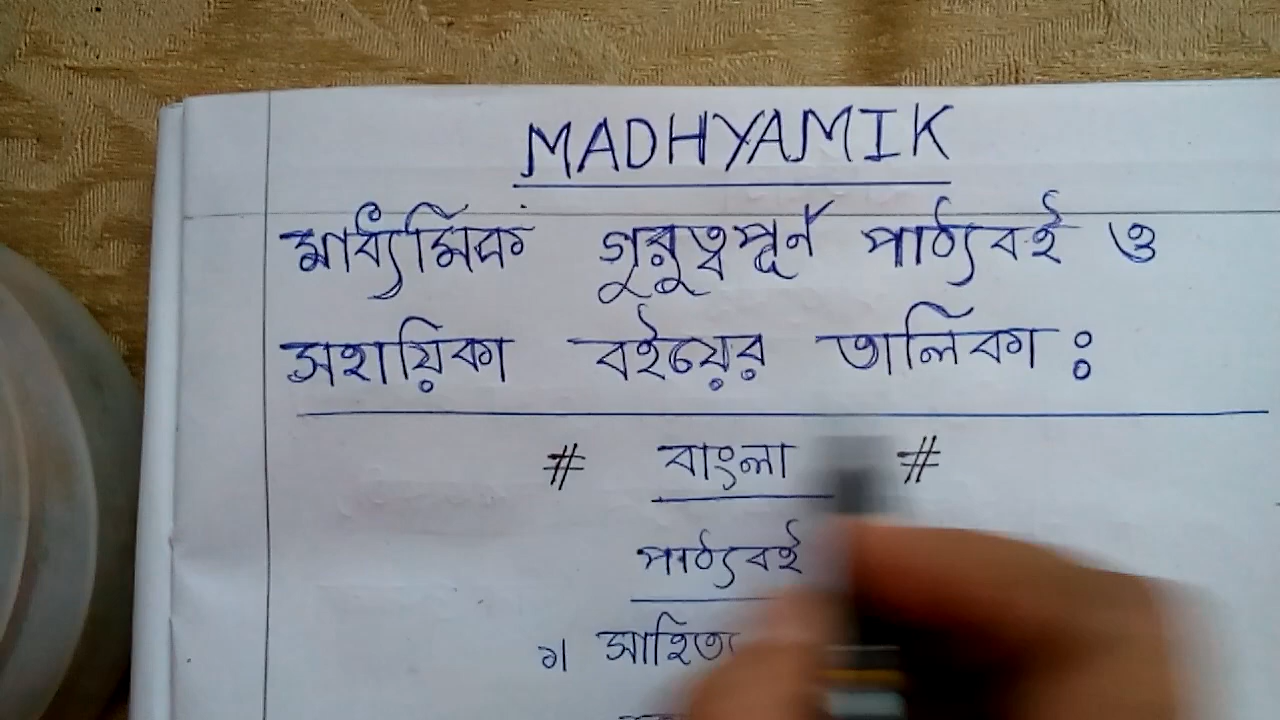 MADHYAMIK
মাধ্যমিক গুরুত্বপূর্ন পাঠ্যবই ও
সহায়িকা বইয়ের তালিকা :
# বাংলা #
পাঠ্যবই
১। সাহিত্য